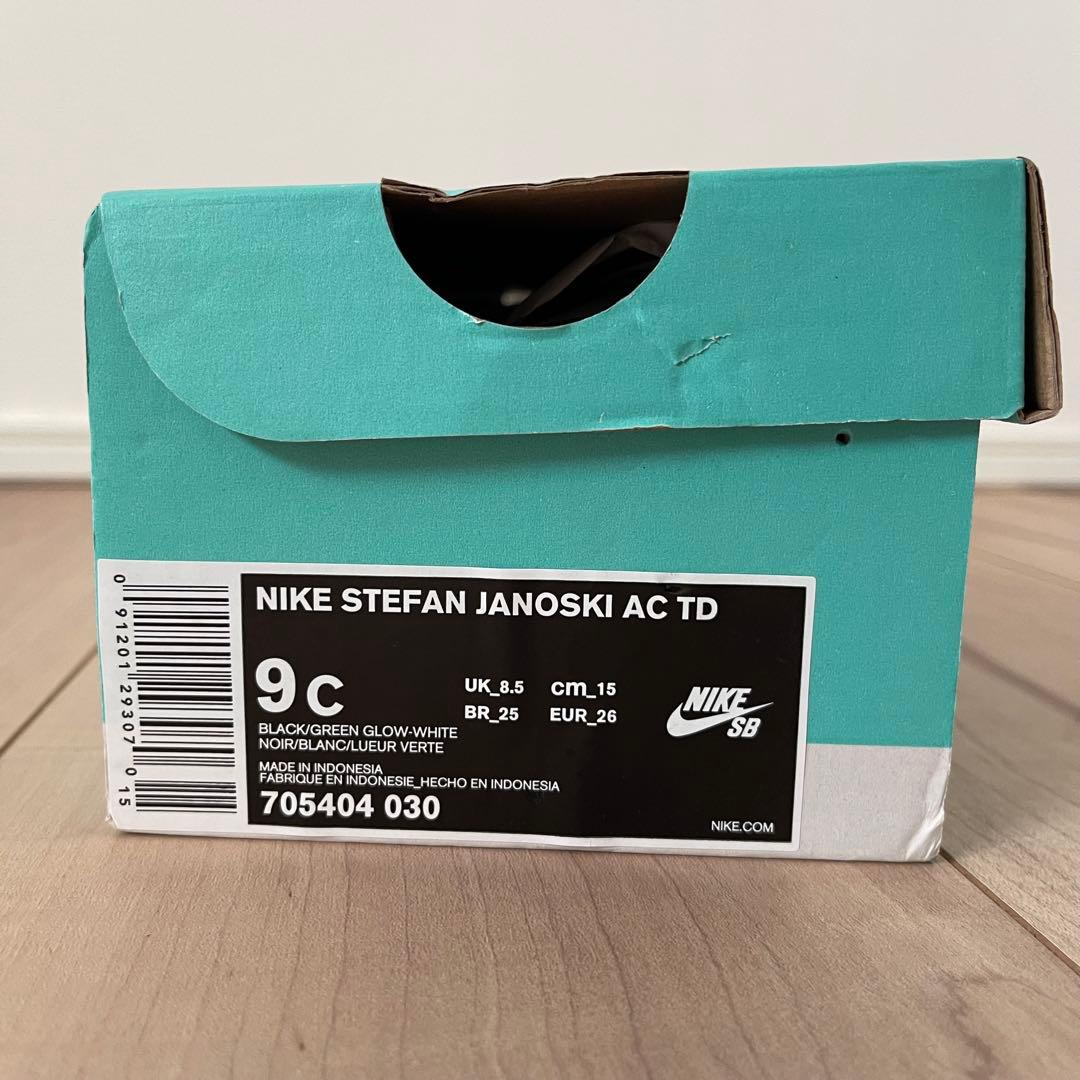 NIKE STEFAN JANOSKI AC TD
9C
UK_8.5 cm_15
BR_25 EUR_26
NIKE
SB
BLACK/GREEN GLOW-WHITE
NOIR/BLANC/LUEUR VERTE
MADE IN INDONESIA
FABRIQUE EN INDONESIE_HECHO EN INDONESIA
705404 030
NIKE.COM
0 91201 29307 0 15